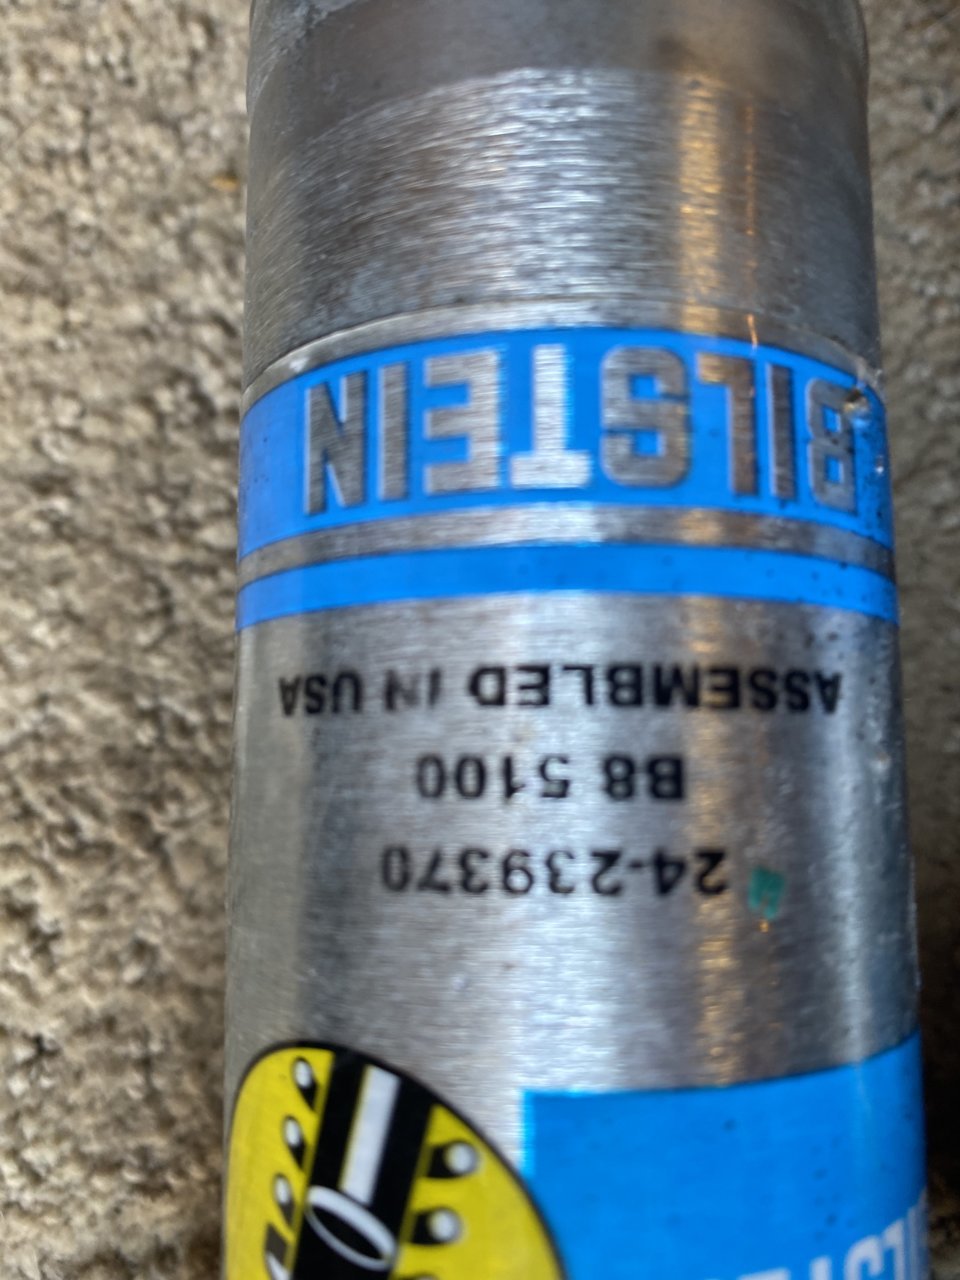 24-239370
B8 5100
ASSEMBLED IN USA
BILSTEIN